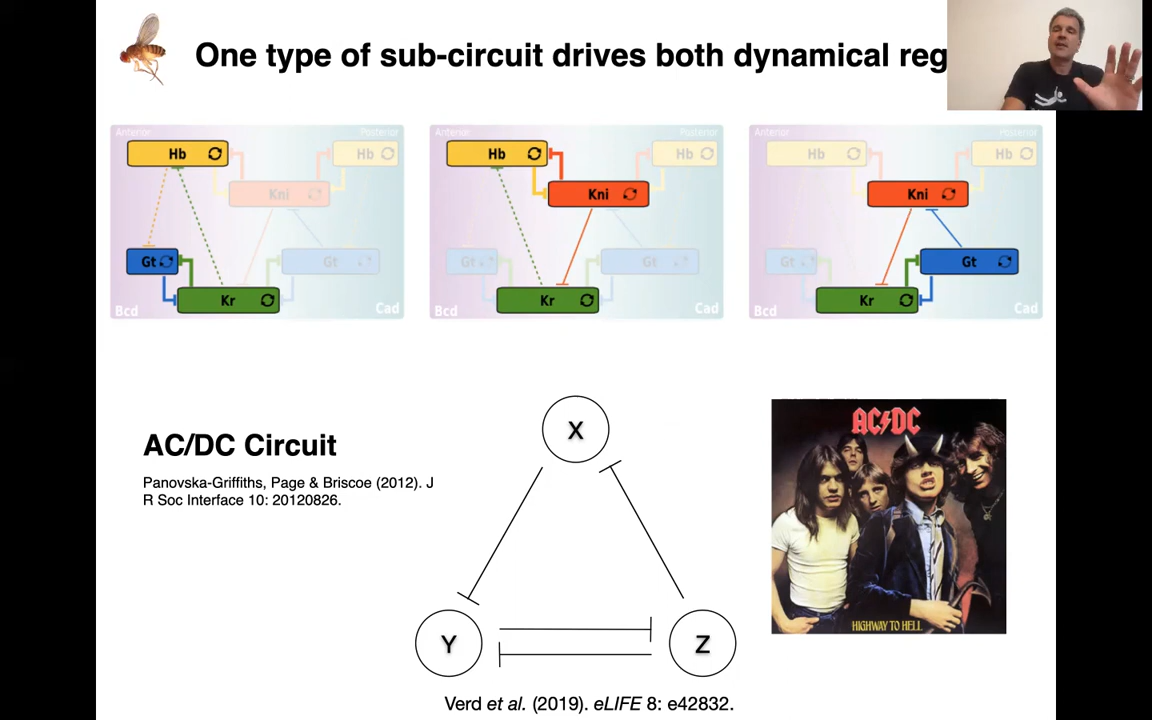 One type of sub-circuit drives both dynamical reg
Anterior
Posterior
Hb
Hb
Kni
Gt
Gt
Kr
Bcd
Cad
Anterior
Posterior
Hb
Hb
Kni
Gt
Gt
Kr
Bcd
Cad
Anterior
Posterior
Hb
Hb
Kni
Gt
Gt
Kr
Bcd
Cad
AC/DC Circuit
Panovska-Griffiths, Page & Briscoe (2012). J
R Soc Interface 10: 20120826.
X
Y
Z
AC⚡DC
HIGHWAY TO HELL
Verd et al. (2019). eLIFE 8: e42832.